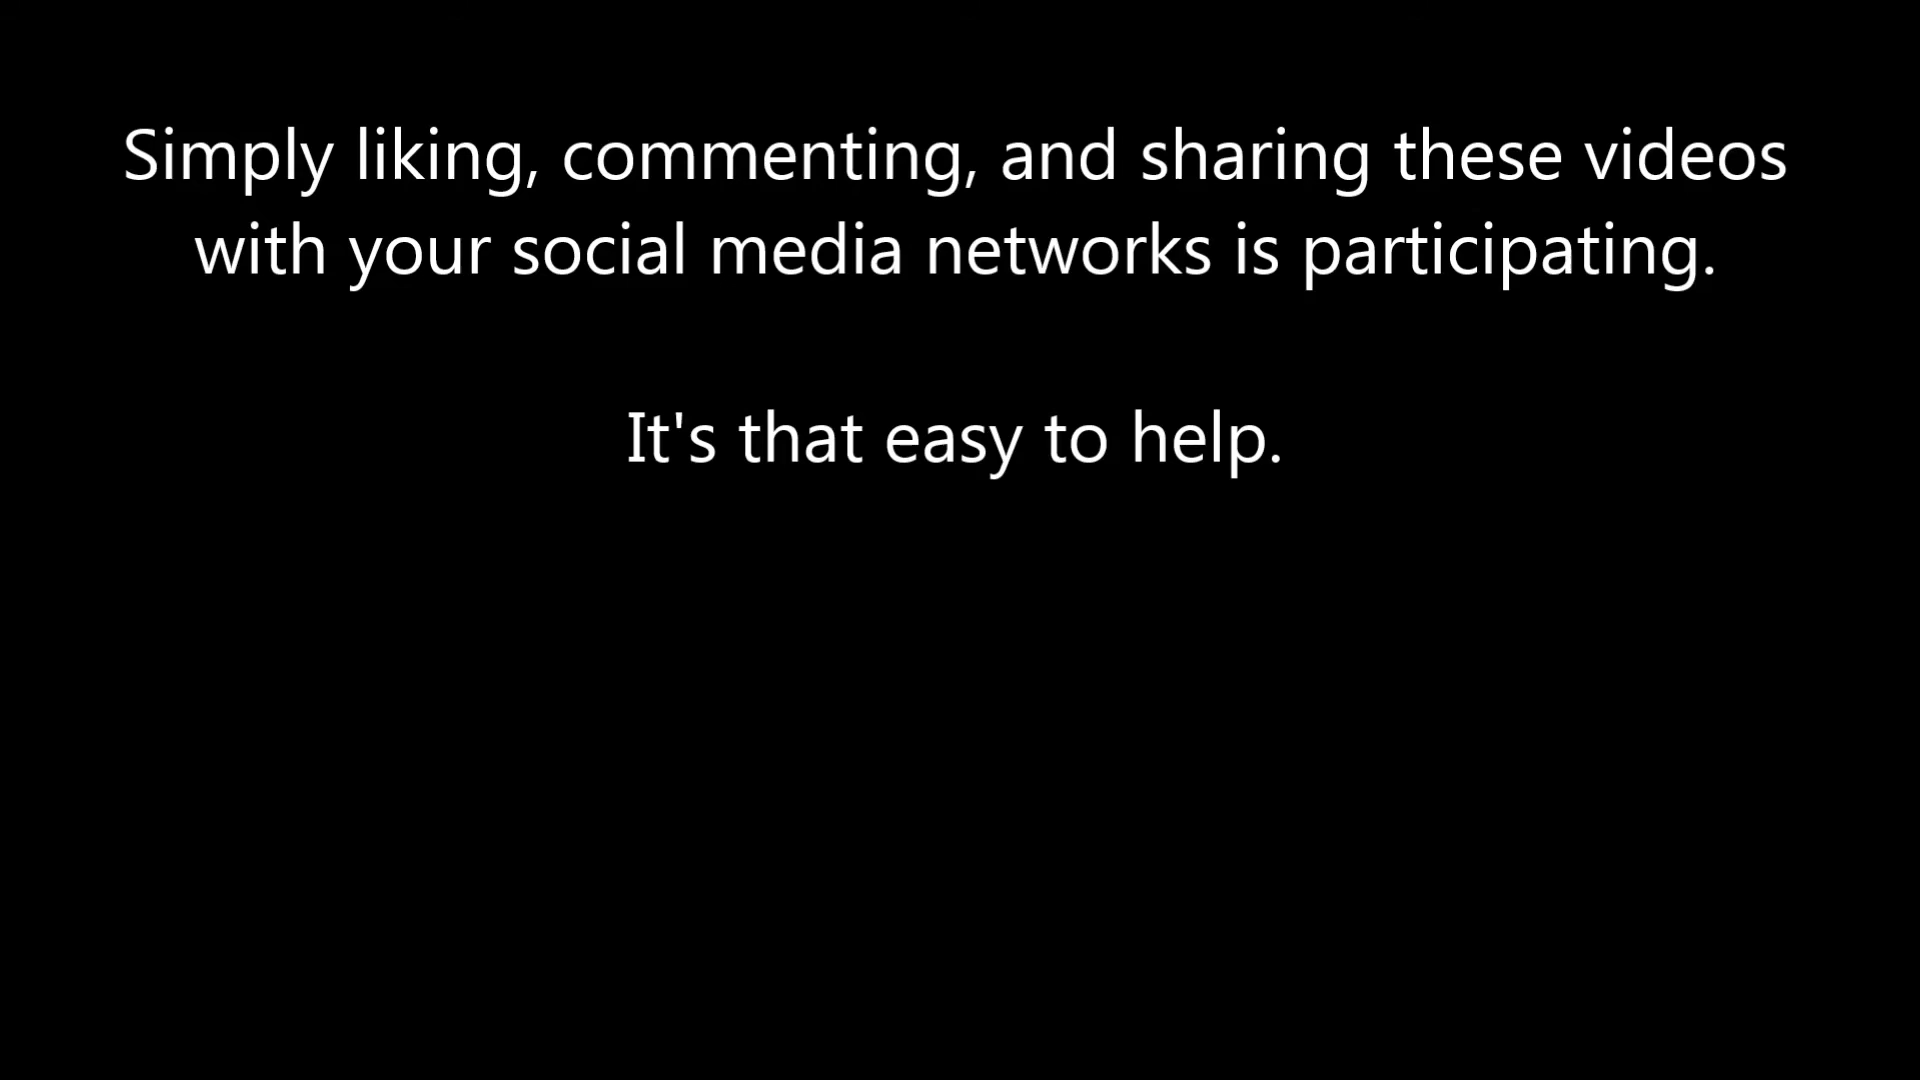 Simply liking, commenting, and sharing these videos
with your social media networks is participating.
It's that easy to help.